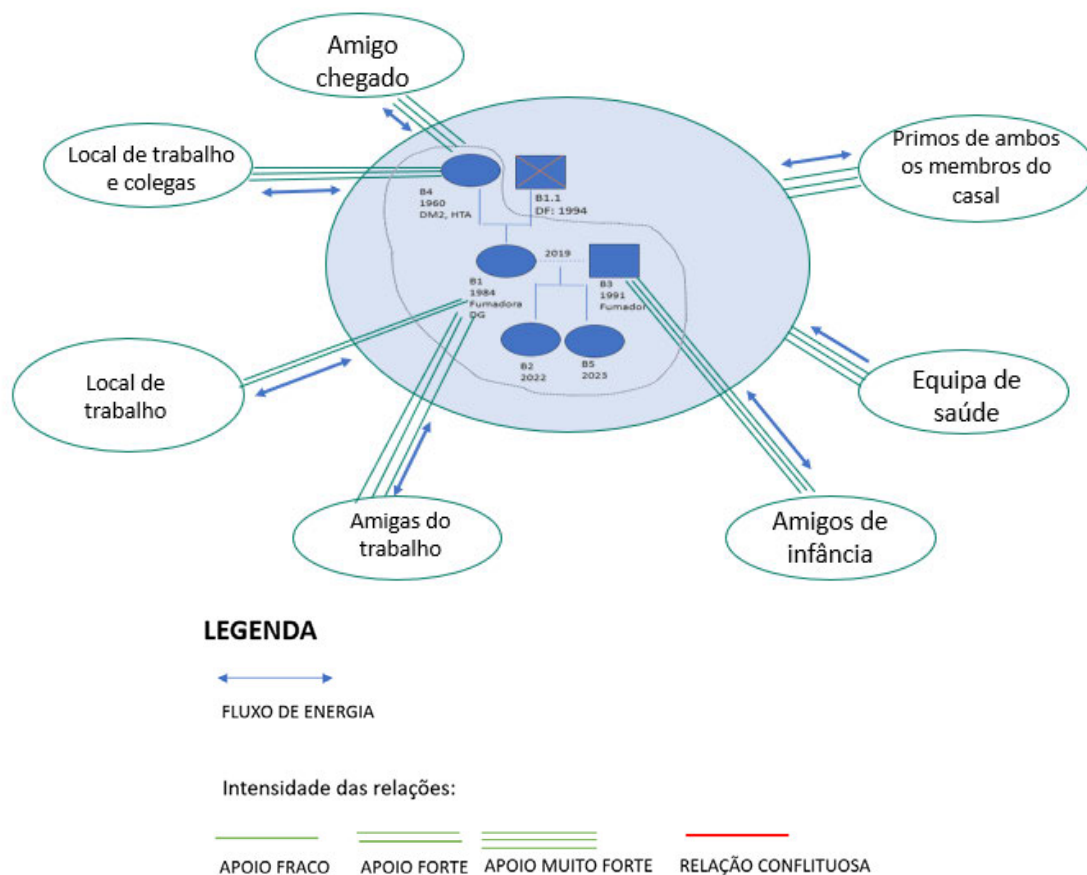 Amigo
chegado
Local de trabalho
e colegas
Primos de ambos
os membros do
casal
B4
1960
DM2, HTA
B1.1
DF: 1994
2019
B1
1984
Fumadora
DG
B3
1991
Fumador
B2
2022
B5
2023
Local de
trabalho
Equipa de
saúde
Amigas do
trabalho
Amigos de
infância
LEGENDA
FLUXO DE ENERGIA
Intensidade das relações:
APOIO FRACO
APOIO FORTE
APOIO MUITO FORTE
RELAÇÃO CONFLITUOSA